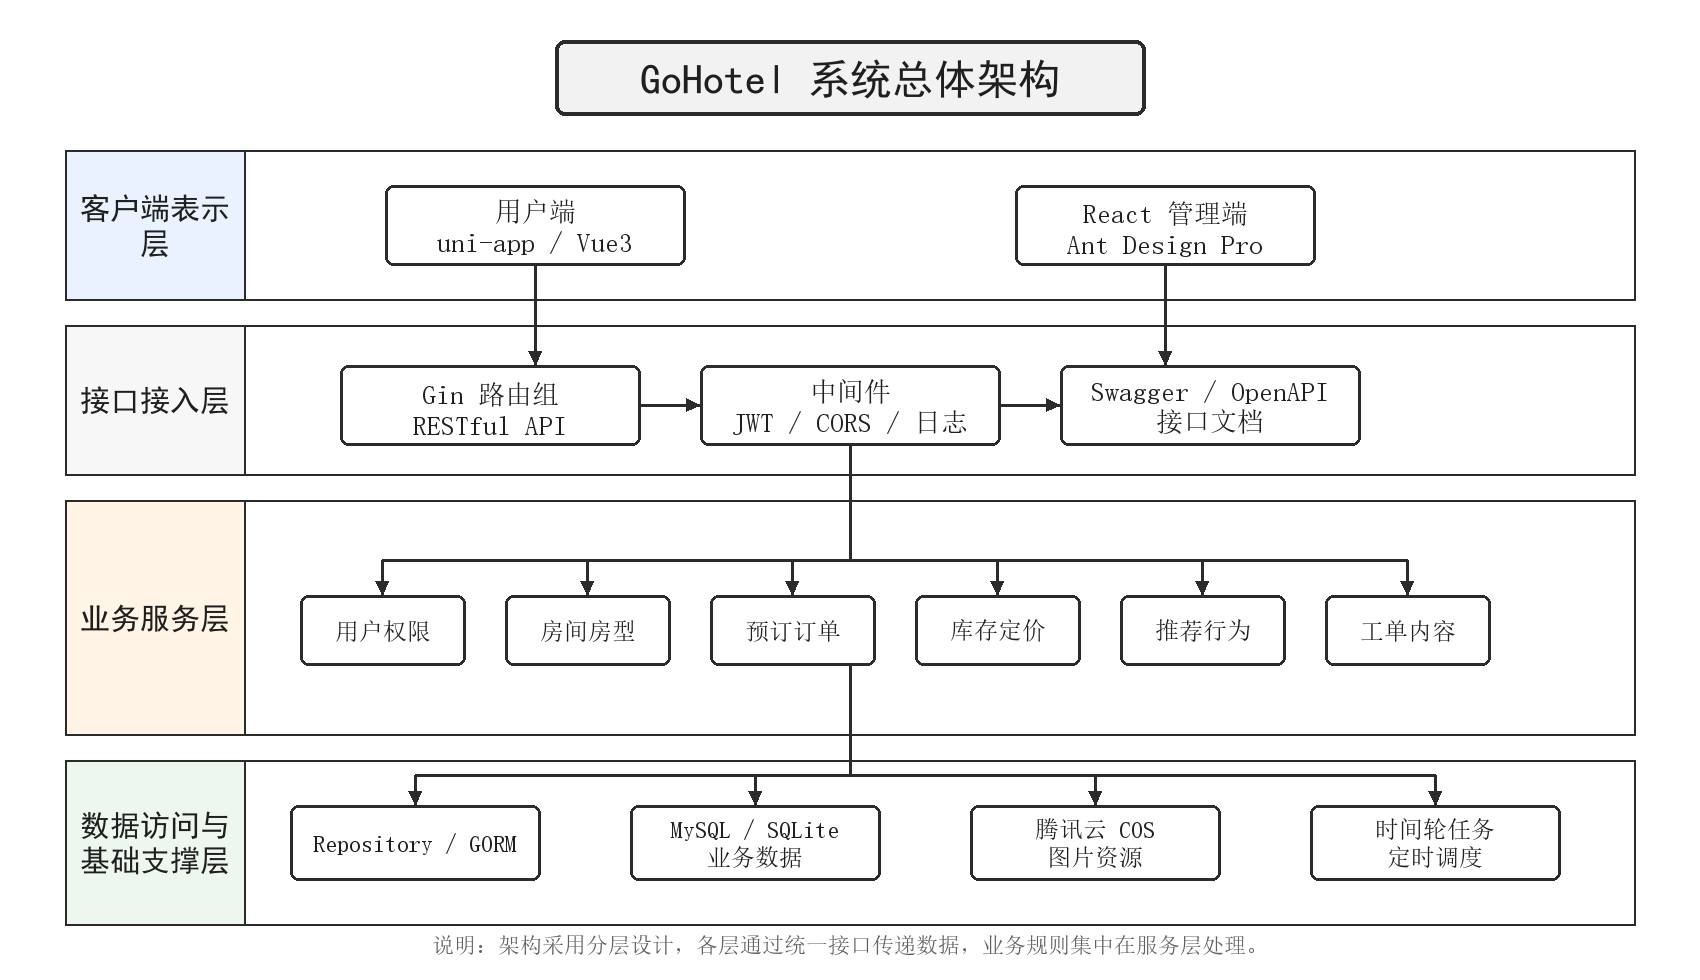 GoHotel 系统总体架构
客户端表示
层
用户端
uni-app / Vue3
React 管理端
Ant Design Pro
接口接入层
Gin 路由组
RESTful API
中间件
JWT / CORS / 日志
Swagger / OpenAPI
接口文档
业务服务层
用户权限
房间房型
预订订单
库存定价
推荐行为
工单内容
数据访问与
基础支撑层
Repository / GORM
MySQL / SQLite
业务数据
腾讯云 COS
图片资源
时间轮任务
定时调度
说明：架构采用分层设计，各层通过统一接口传递数据，业务规则集中在服务层处理。